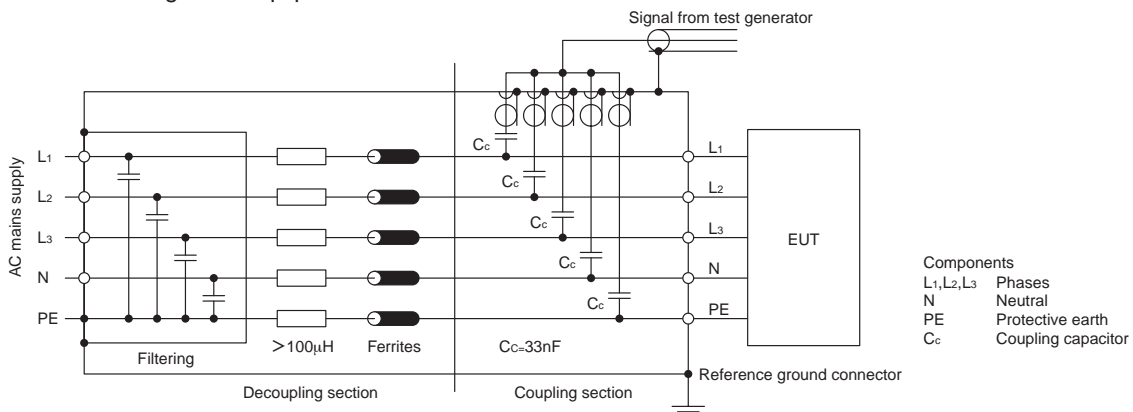 Signal from test generator
AC mains supply
L1
L2
L3
N
PE
Cc
Cc
Cc
Cc
Cc
L1
L2
L3
N
PE
EUT
Filtering
>100μH
Ferrites
CC=33nF
Decoupling section
Coupling section
Reference ground connector
Components
L1,L2,L3 Phases
N Neutral
PE Protective earth
Cc Coupling capacitor